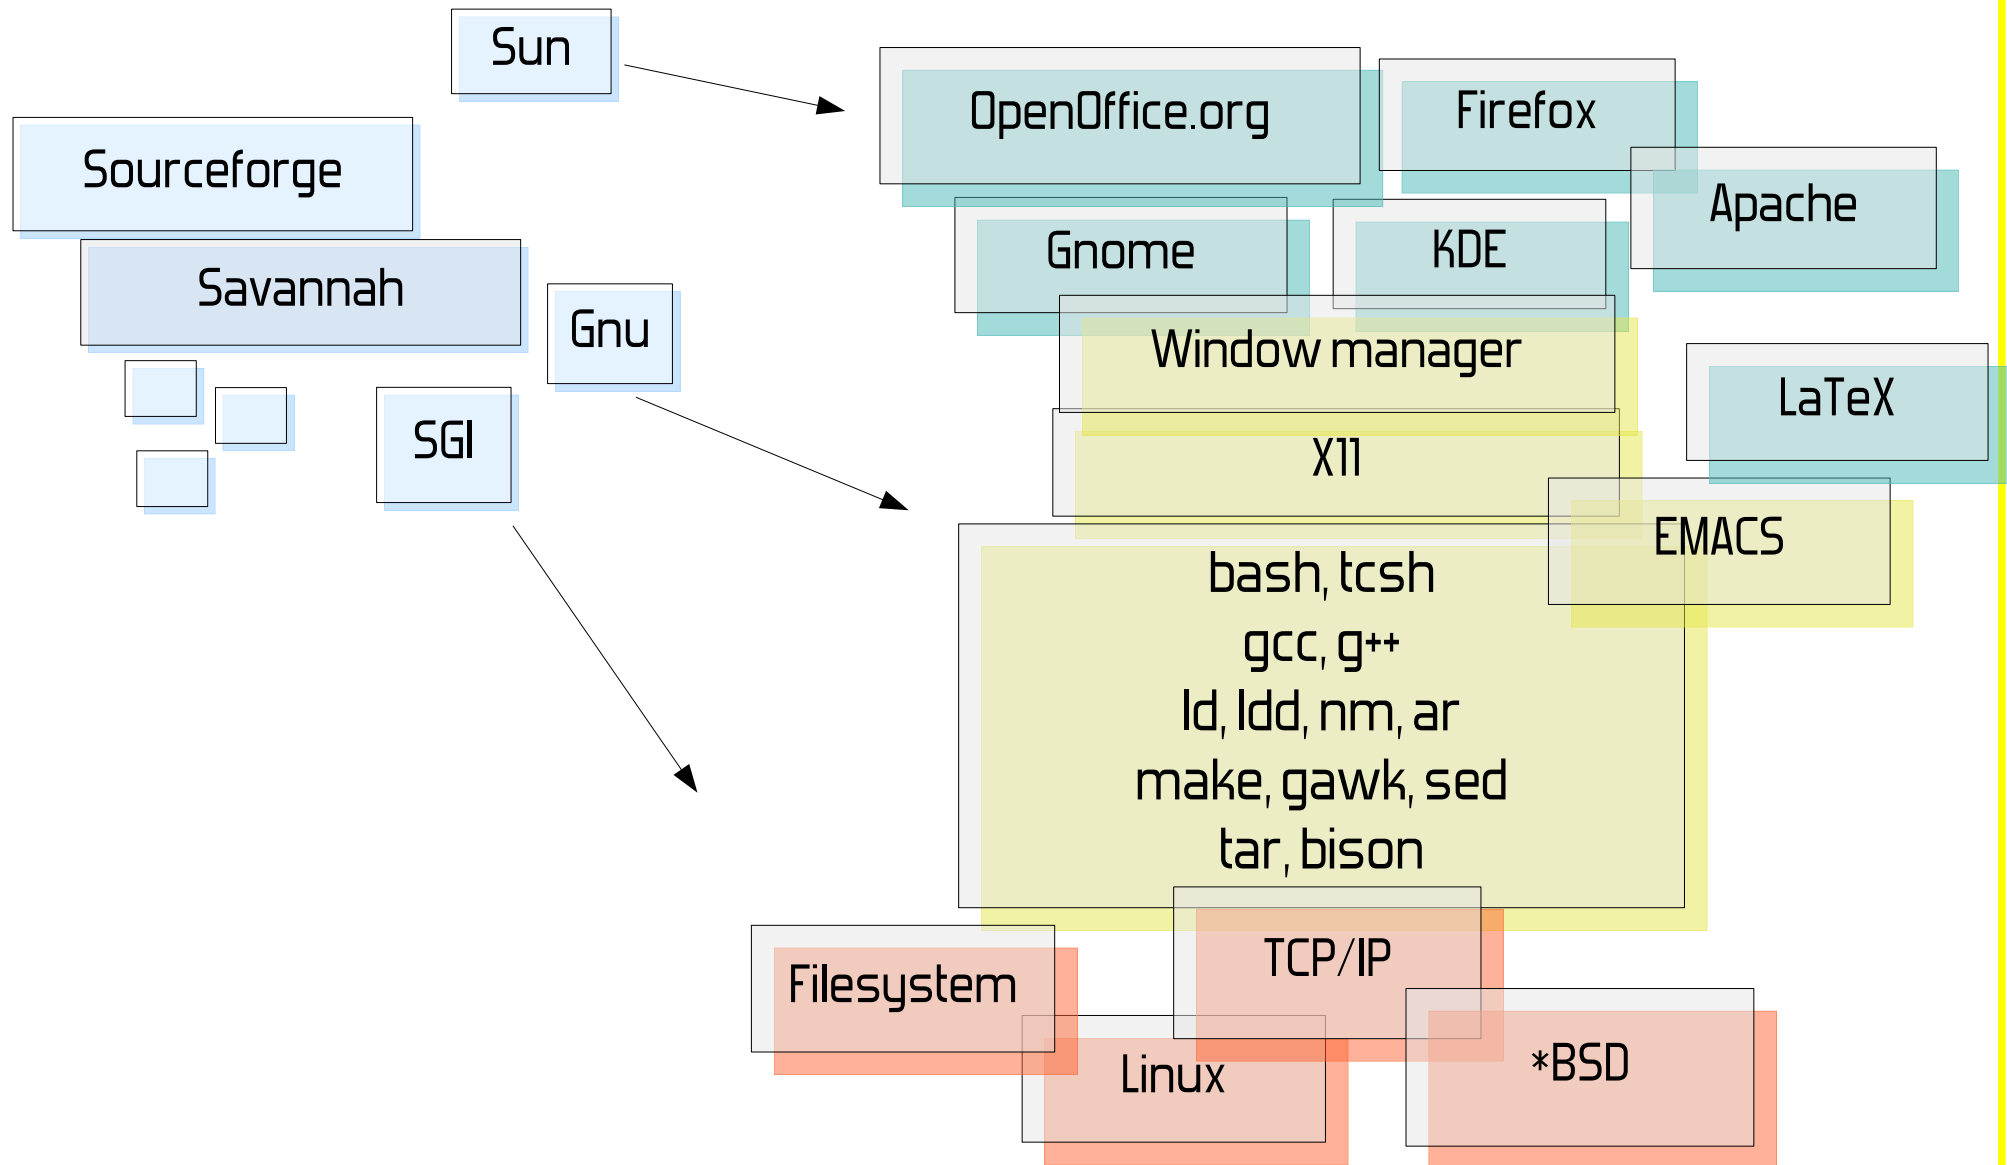 Sun
OpenOffice.org
Firefox
Sourceforge
Apache
Gnome
KDE
Savannah
Gnu
Window manager
LaTeX
SGI
X11
EMACS
bash, tcsh
gcc, g++
ld, ldd, nm, ar
make, gawk, sed
tar, bison
TCP/IP
Filesystem
*BSD
Linux